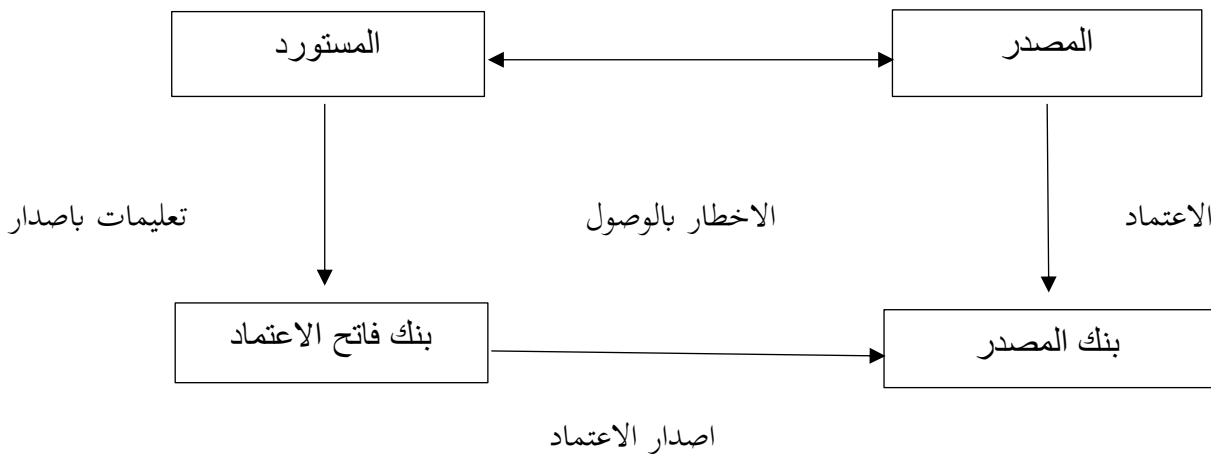 المصدر
المستورد
الاعتماد
الاخطار بالوصول
تعليمات باصدار
بنك المصدر
بنك فاتح الاعتماد
اصدار الاعتماد